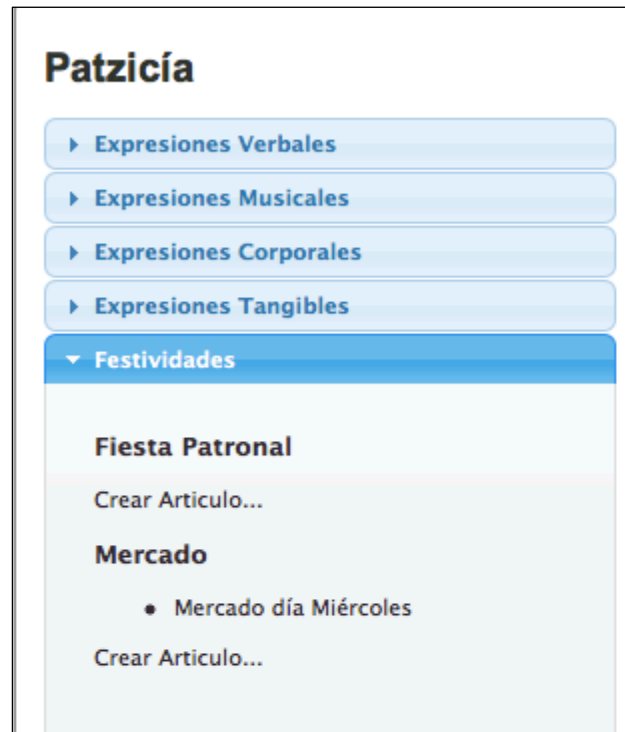 Patzicía
Expresiones Verbales
Expresiones Musicales
Expresiones Corporales
Expresiones Tangibles
Festividades
Fiesta Patronal
Crear Articulo...
Mercado
• Mercado día Miércoles
Crear Articulo...